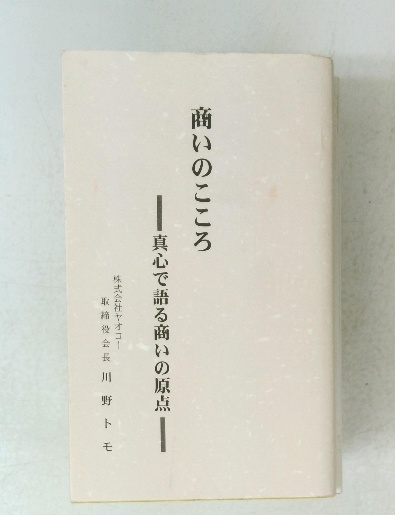 商いのこころ
――真心で語る商いの原点――
株式会社ヤオコー
取締役会長 川野トモ